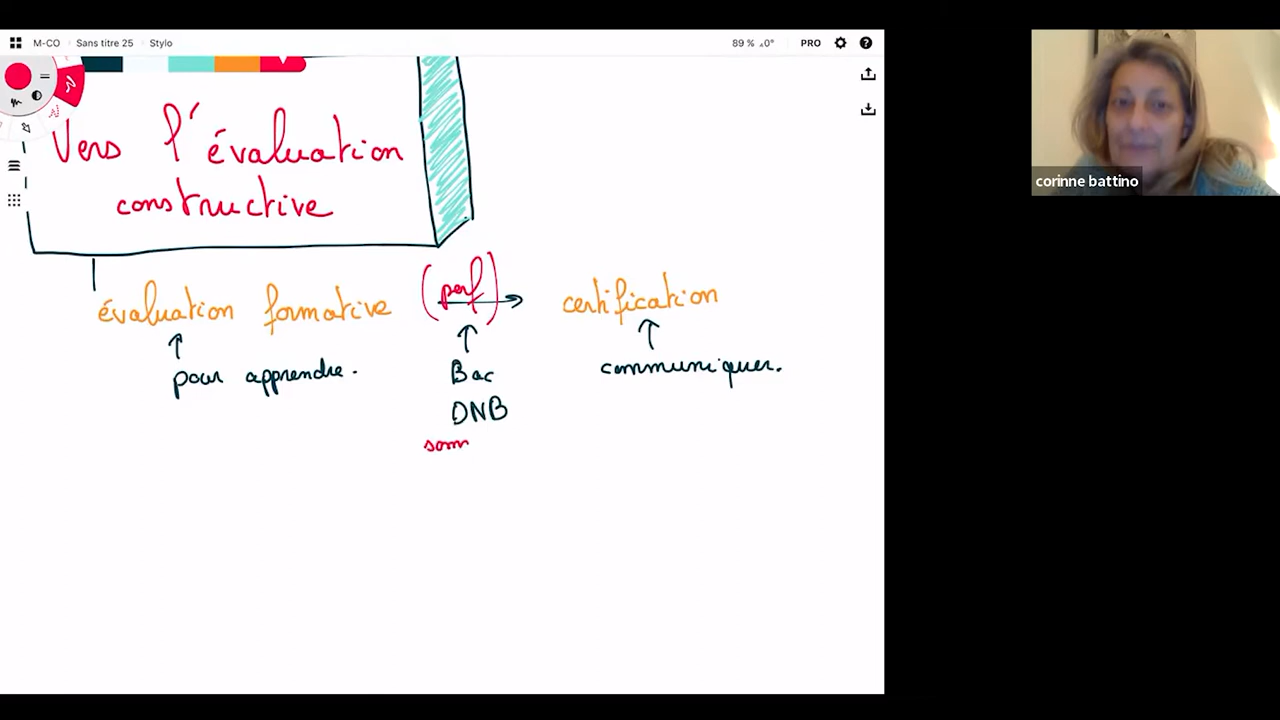 M-CO Sans titre 25 Stylo 89 % 0° PRO
corinne battino
Vers l'évaluation
constructive
évaluation formative (perf) certification
pour apprendre. Bac communiquer.
DNB
som